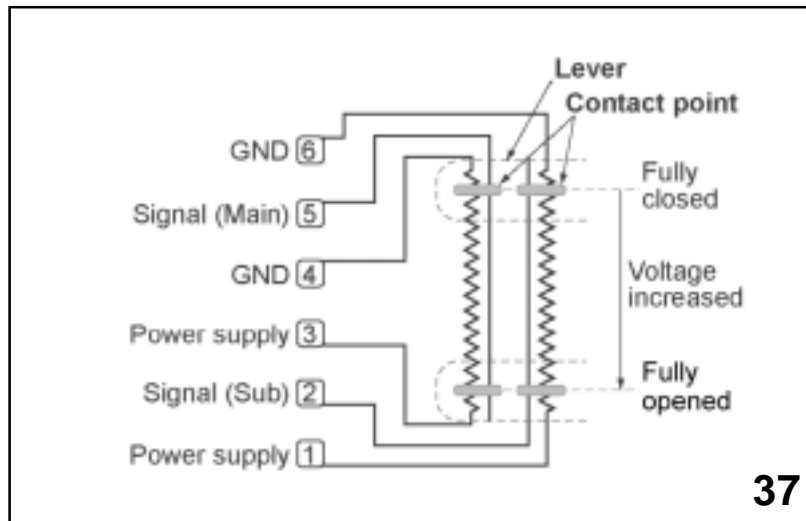 Lever
Contact point
GND 6
Fully
closed
Signal (Main) 5
GND 4
Voltage
increased
Power supply 3
Signal (Sub) 2
Fully
opened
Power supply 1
37